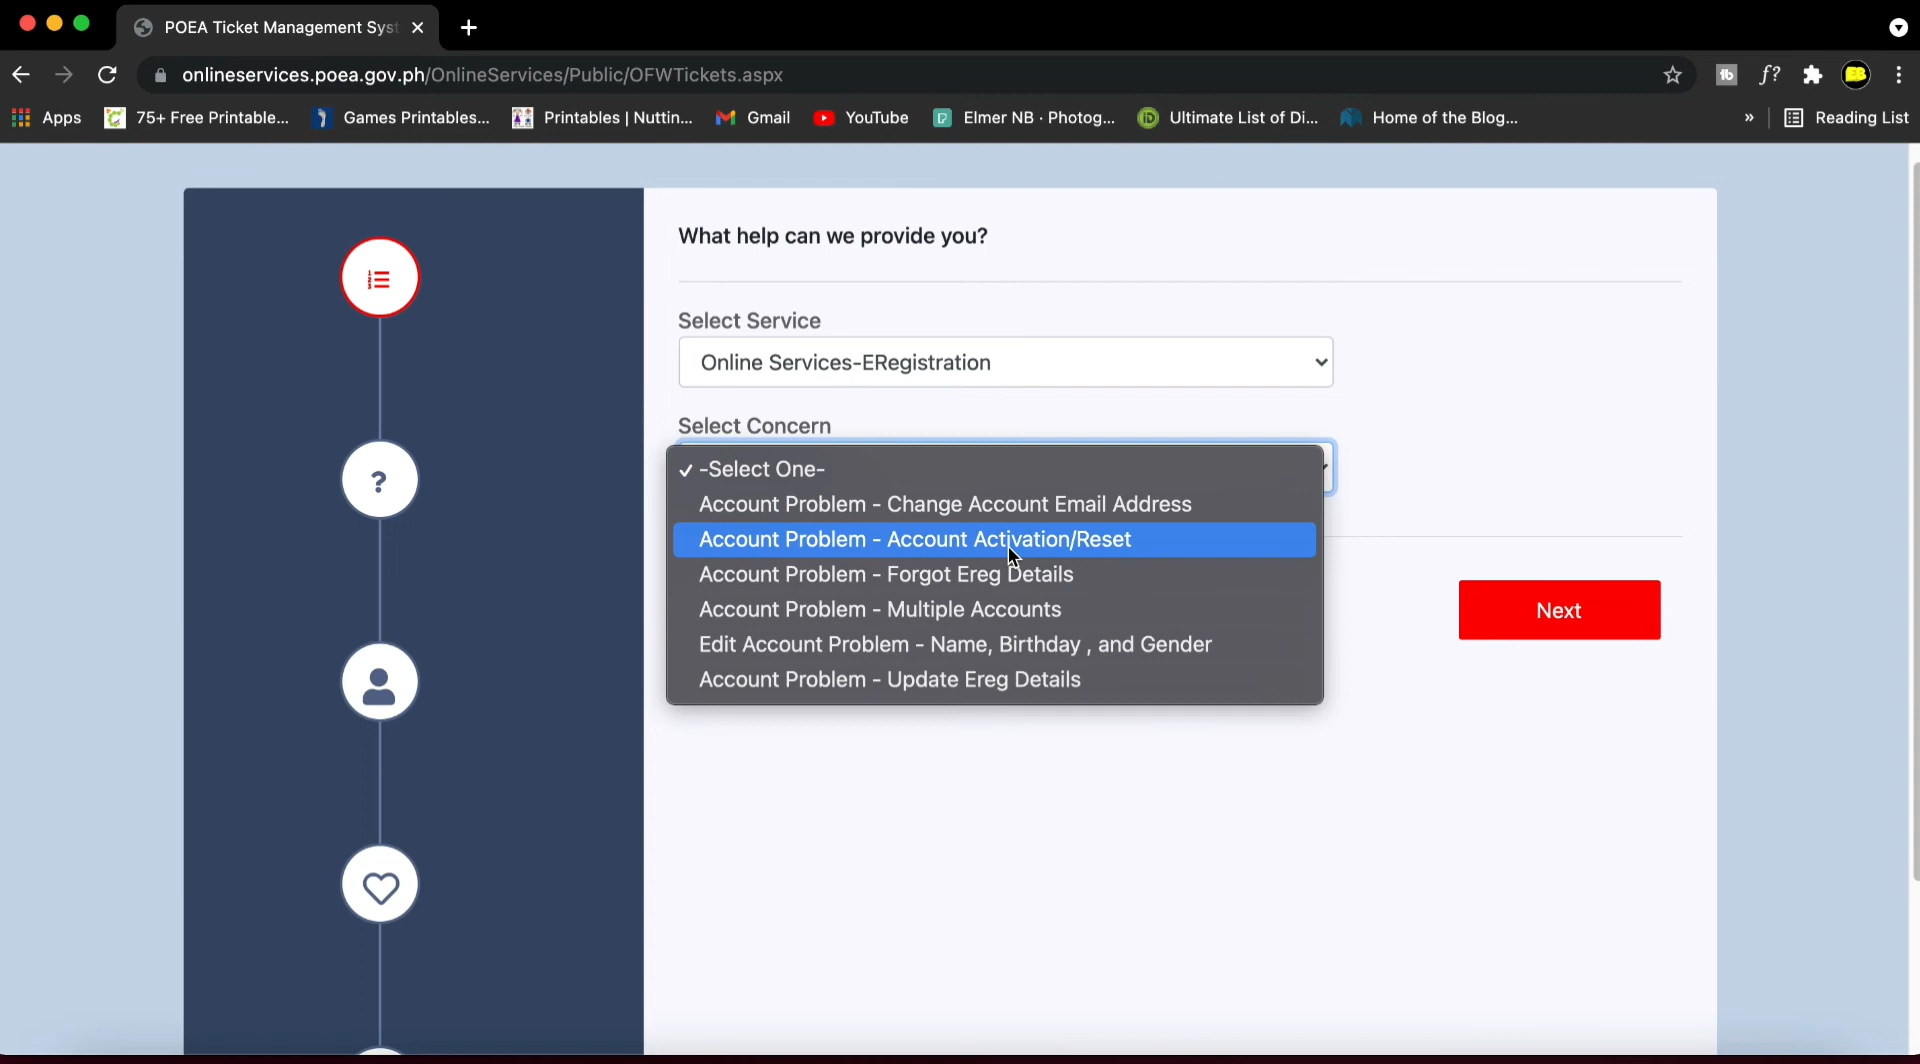 POEA Ticket Management Syst
onlineservices.poea.gov.ph/OnlineServices/Public/OFWTickets.aspx
f?
Apps
75+ Free Printable...
Games Printables...
Printables | Nuttin...
Gmail
YouTube
Elmer NB · Photog...
Ultimate List of Di...
Home of the Blog...
»
Reading List
What help can we provide you?
Select Service
Online Services-ERegistration
Select Concern
✓ -Select One-
Account Problem - Change Account Email Address
Account Problem - Account Activation/Reset
Account Problem - Forgot Ereg Details
Account Problem - Multiple Accounts
Edit Account Problem - Name, Birthday , and Gender
Account Problem - Update Ereg Details
Next
?